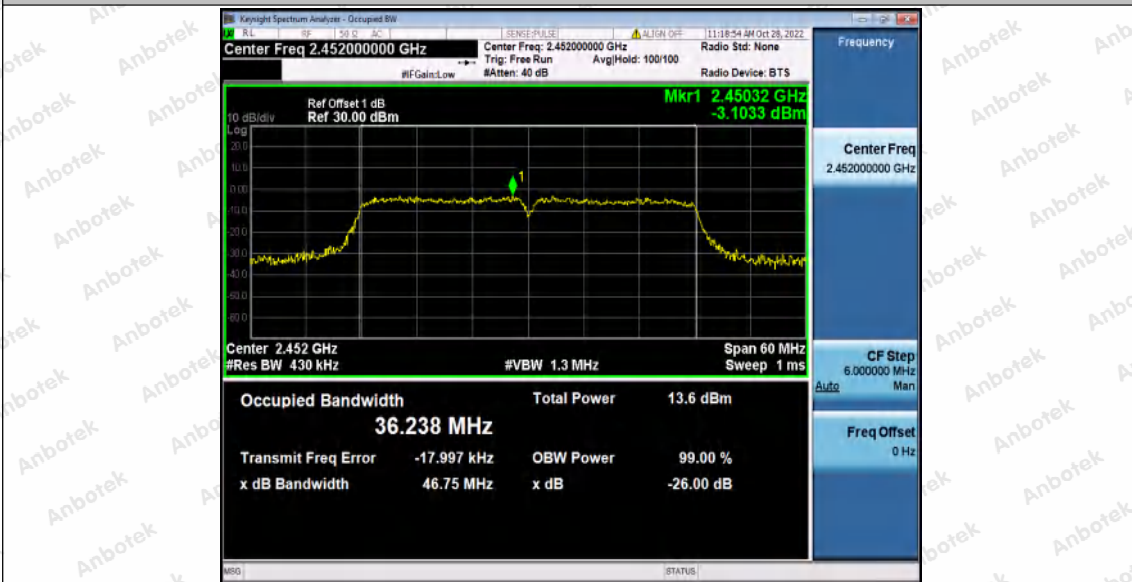 Keysight Spectrum Analyzer - Occupied BW
RL RF 50 Ω AC SENSE:PULSE ALIGN OFF 11:18:54 AM Oct 28, 2022
Center Freq 2.452000000 GHz Center Freq: 2.452000000 GHz Radio Std: None Frequency
Trig: Free Run Avg|Hold: 100/100
#IFGain:Low #Atten: 40 dB Radio Device: BTS
Mkr1 2.45032 GHz
Ref Offset 1 dB
10 dB/div Ref 30.00 dBm -3.1033 dBm
Log
20.0
10.0
0.00
-10.0
-20.0
-30.0
-40.0
-50.0
-60.0
1
Center Freq
2.452000000 GHz
Center 2.452 GHz Span 60 MHz
#Res BW 430 kHz #VBW 1.3 MHz Sweep 1 ms
CF Step
6.000000 MHz
Auto Man
Occupied Bandwidth Total Power 13.6 dBm
36.238 MHz
Freq Offset
0 Hz
Transmit Freq Error -17.997 kHz OBW Power 99.00 %
x dB Bandwidth 46.75 MHz x dB -26.00 dB
MSG STATUS
Anbotek